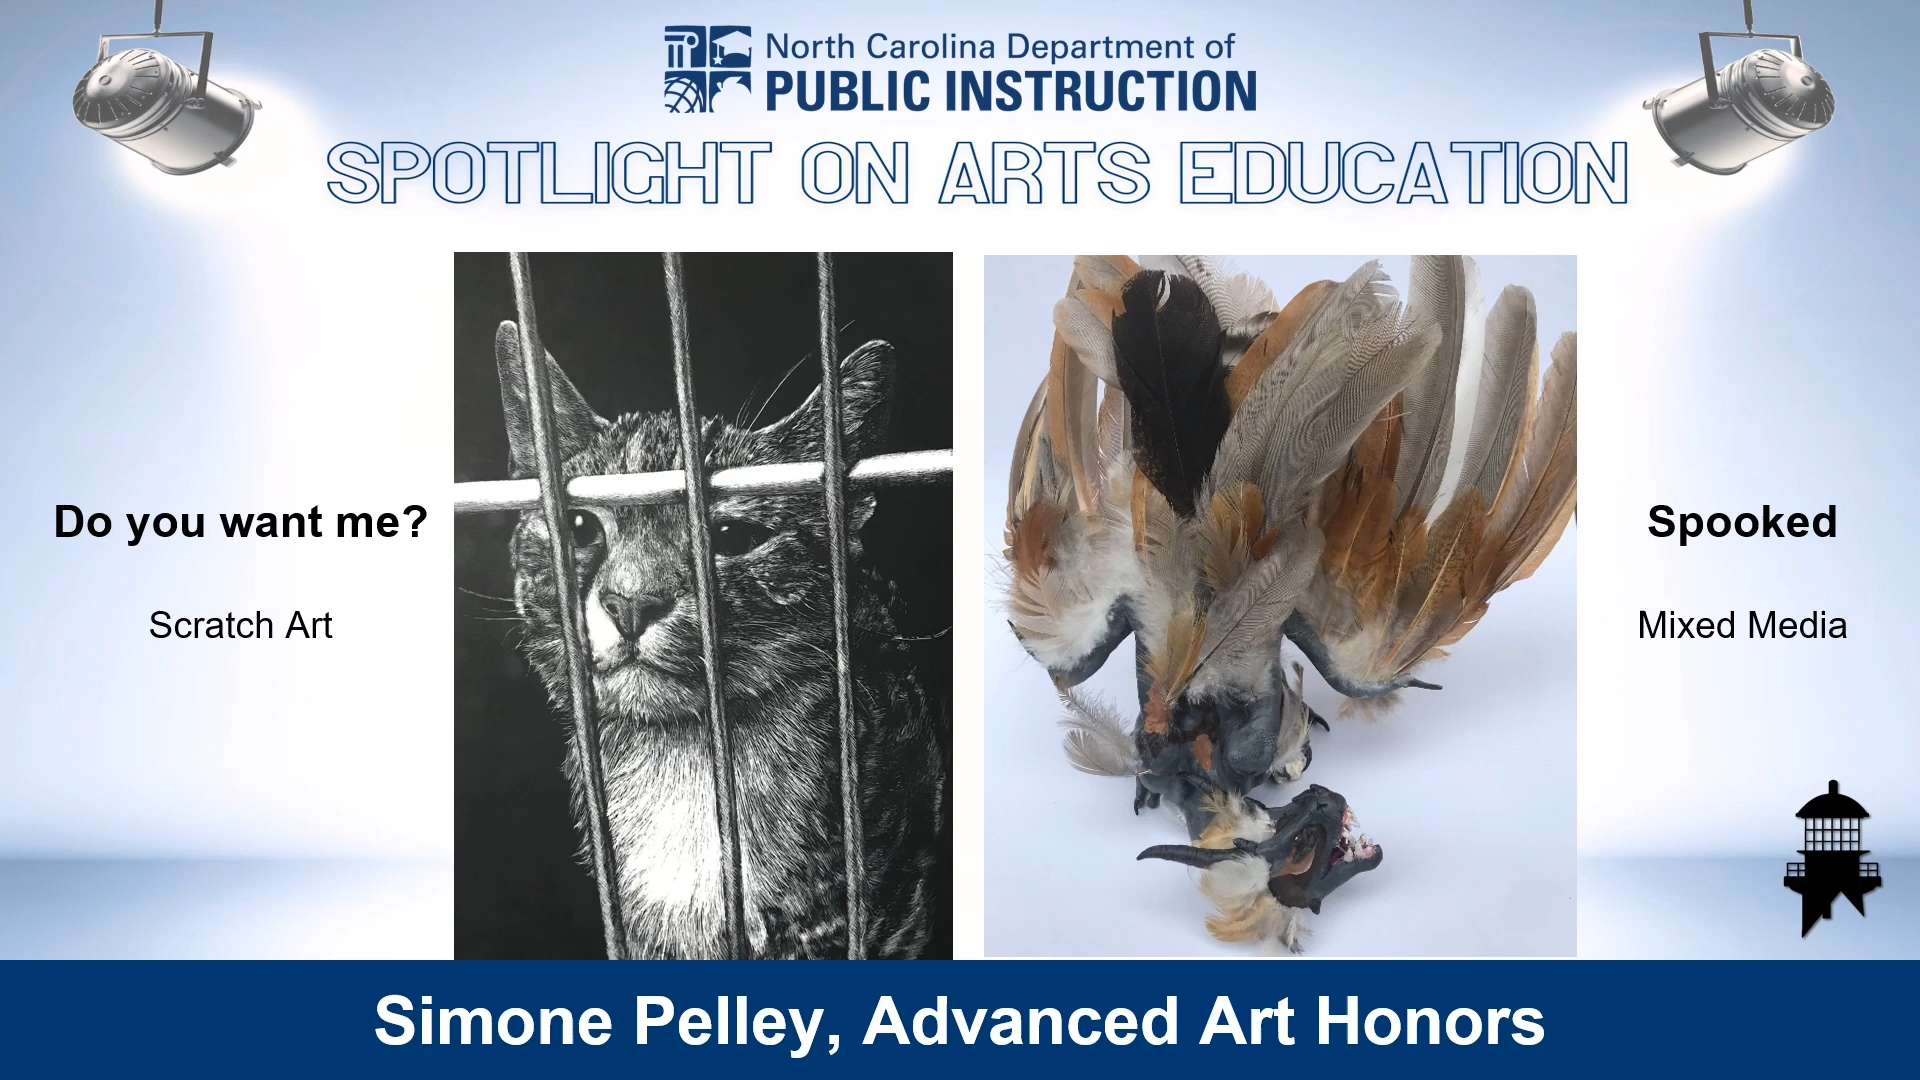 North Carolina Department of
PUBLIC INSTRUCTION
SPOTLIGHT ON ARTS EDUCATION
Do you want me?
Scratch Art
Spooked
Mixed Media
Simone Pelley, Advanced Art Honors